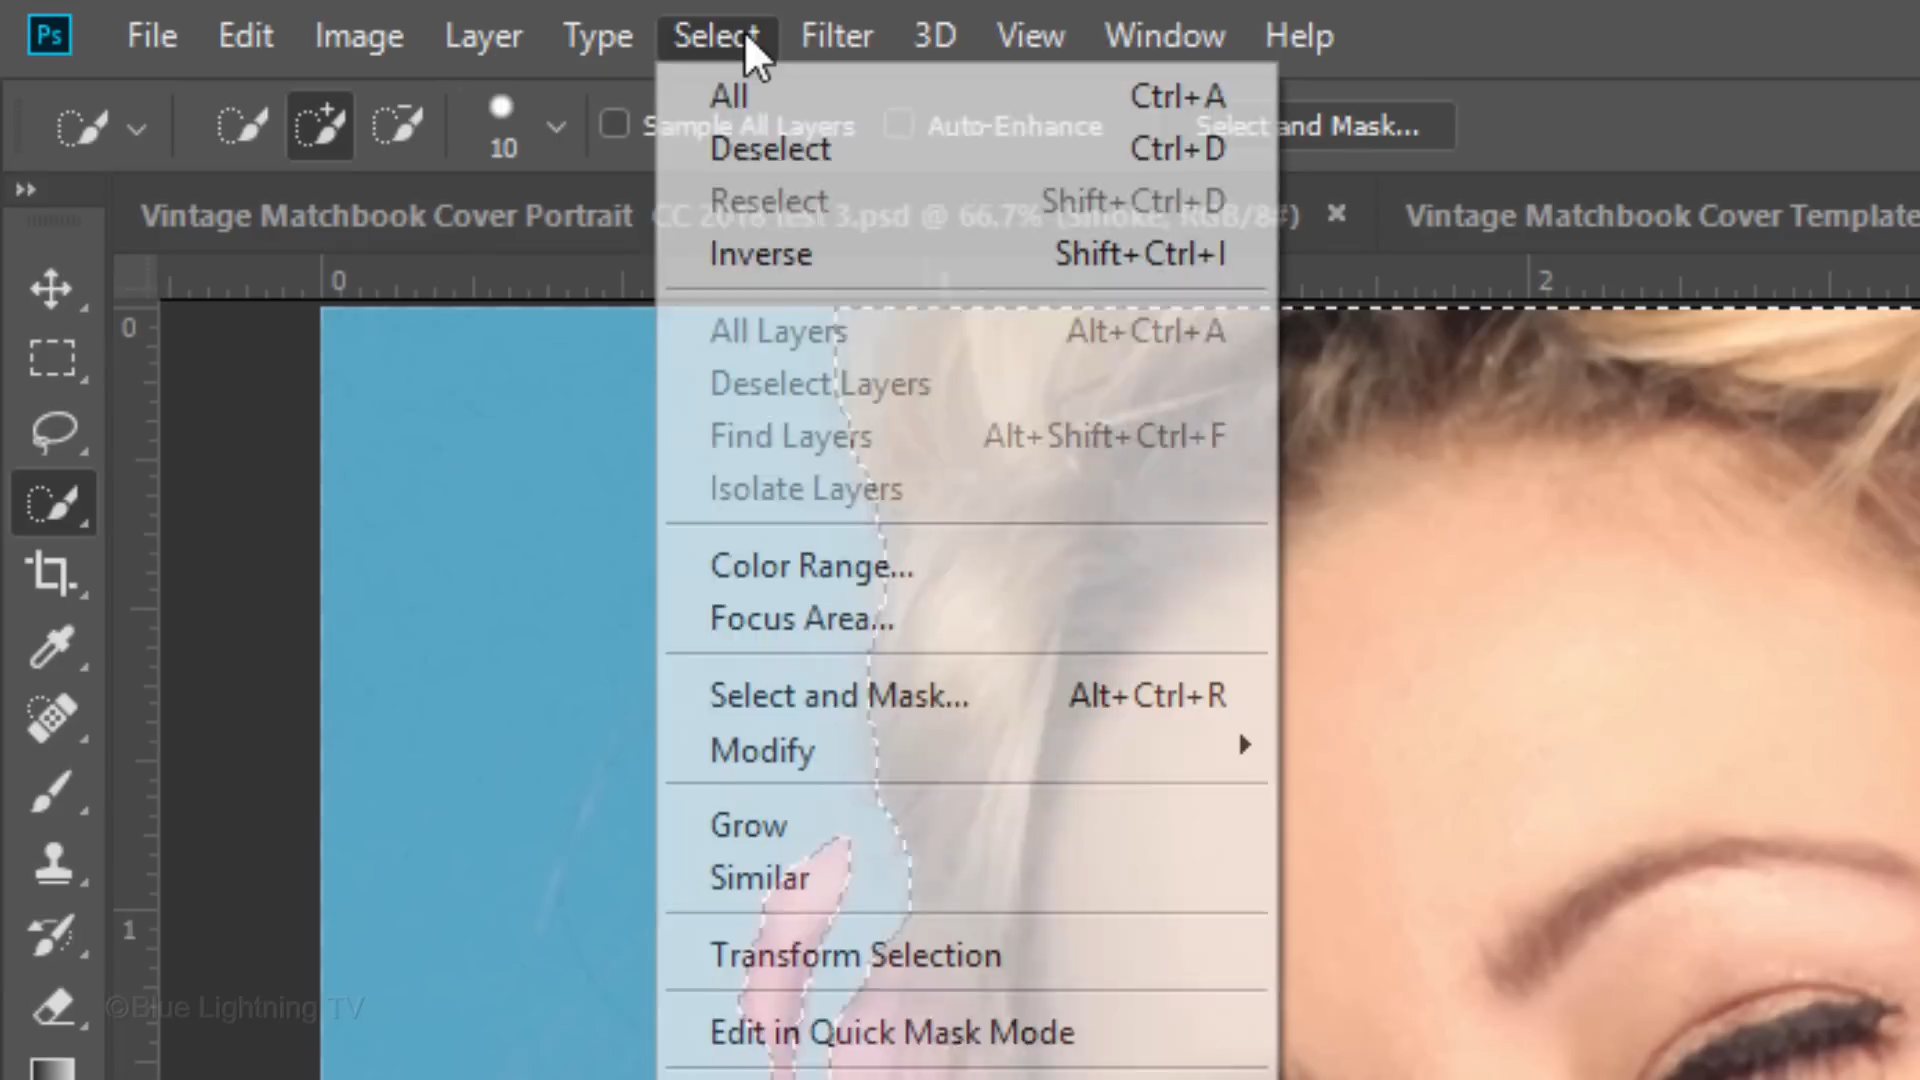 Ps File Edit Image Layer Type Select Filter 3D View Window Help
10 Sample All Layers Auto-Enhance Select and Mask...
Vintage Matchbook Cover Portrait CC 2018 test 3.psd @ 66.7% (smoke, RGB/8#) × Vintage Matchbook Cover Template
All Ctrl+A
Deselect Ctrl+D
Reselect Shift+Ctrl+D
Inverse Shift+Ctrl+I
All Layers Alt+Ctrl+A
Deselect Layers
Find Layers Alt+Shift+Ctrl+F
Isolate Layers
Color Range...
Focus Area...
Select and Mask... Alt+Ctrl+R
Modify
Grow
Similar
Transform Selection
Edit in Quick Mask Mode
0 2
0
1
©Blue Lightning TV